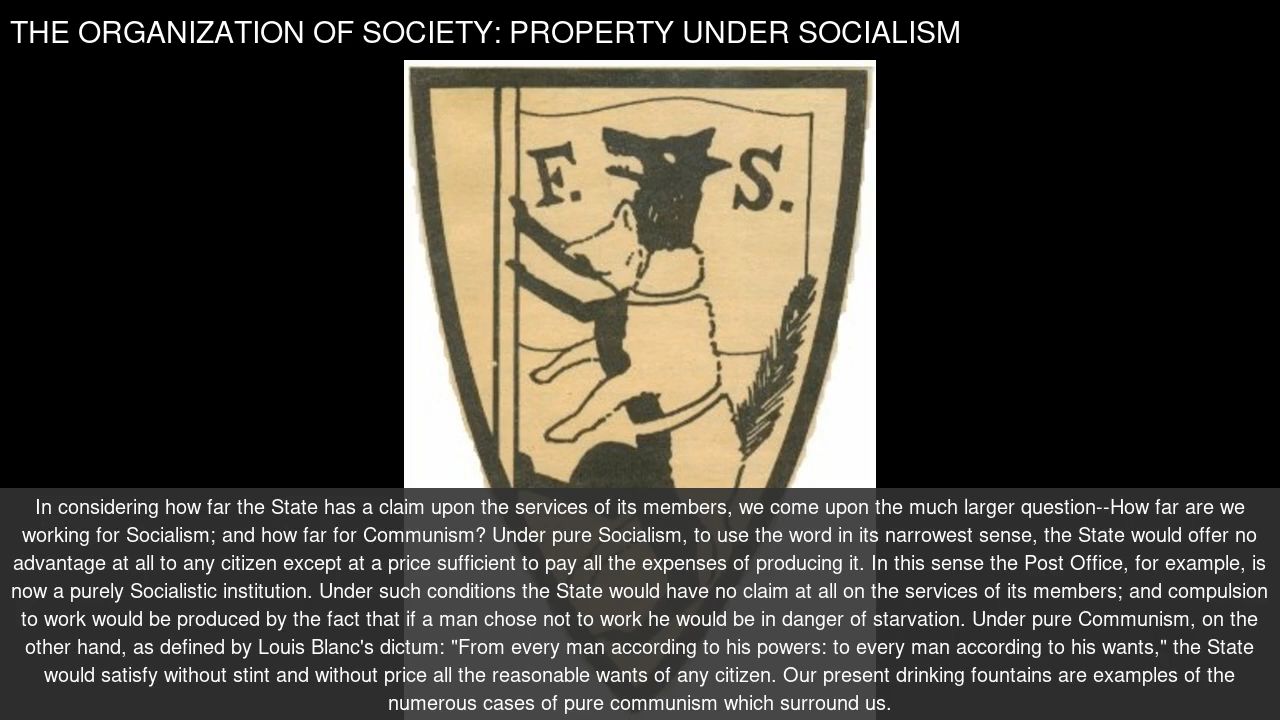 THE ORGANIZATION OF SOCIETY: PROPERTY UNDER SOCIALISM
F. S.
In considering how far the State has a claim upon the services of its members, we come upon the much larger question--How far are we
working for Socialism; and how far for Communism? Under pure Socialism, to use the word in its narrowest sense, the State would offer no
advantage at all to any citizen except at a price sufficient to pay all the expenses of producing it. In this sense the Post Office, for example, is
now a purely Socialistic institution. Under such conditions the State would have no claim at all on the services of its members; and compulsion
to work would be produced by the fact that if a man chose not to work he would be in danger of starvation. Under pure Communism, on the
other hand, as defined by Louis Blanc's dictum: "From every man according to his powers: to every man according to his wants," the State
would satisfy without stint and without price all the reasonable wants of any citizen. Our present drinking fountains are examples of the
numerous cases of pure communism which surround us.